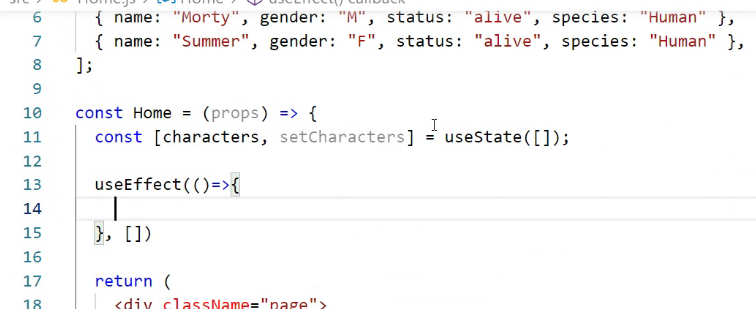 src > Home.js > Home > useEffect() callback
6 { name: "Morty", gender: "M", status: "alive", species: "Human" },
7 { name: "Summer", gender: "F", status: "alive", species: "Human" },
8 ];
9
10 const Home = (props) => {
11 const [characters, setCharacters] = useState([]);
12
13 useEffect(()=>{
14
15 }, [])
16
17 return (
18 <div className="page">